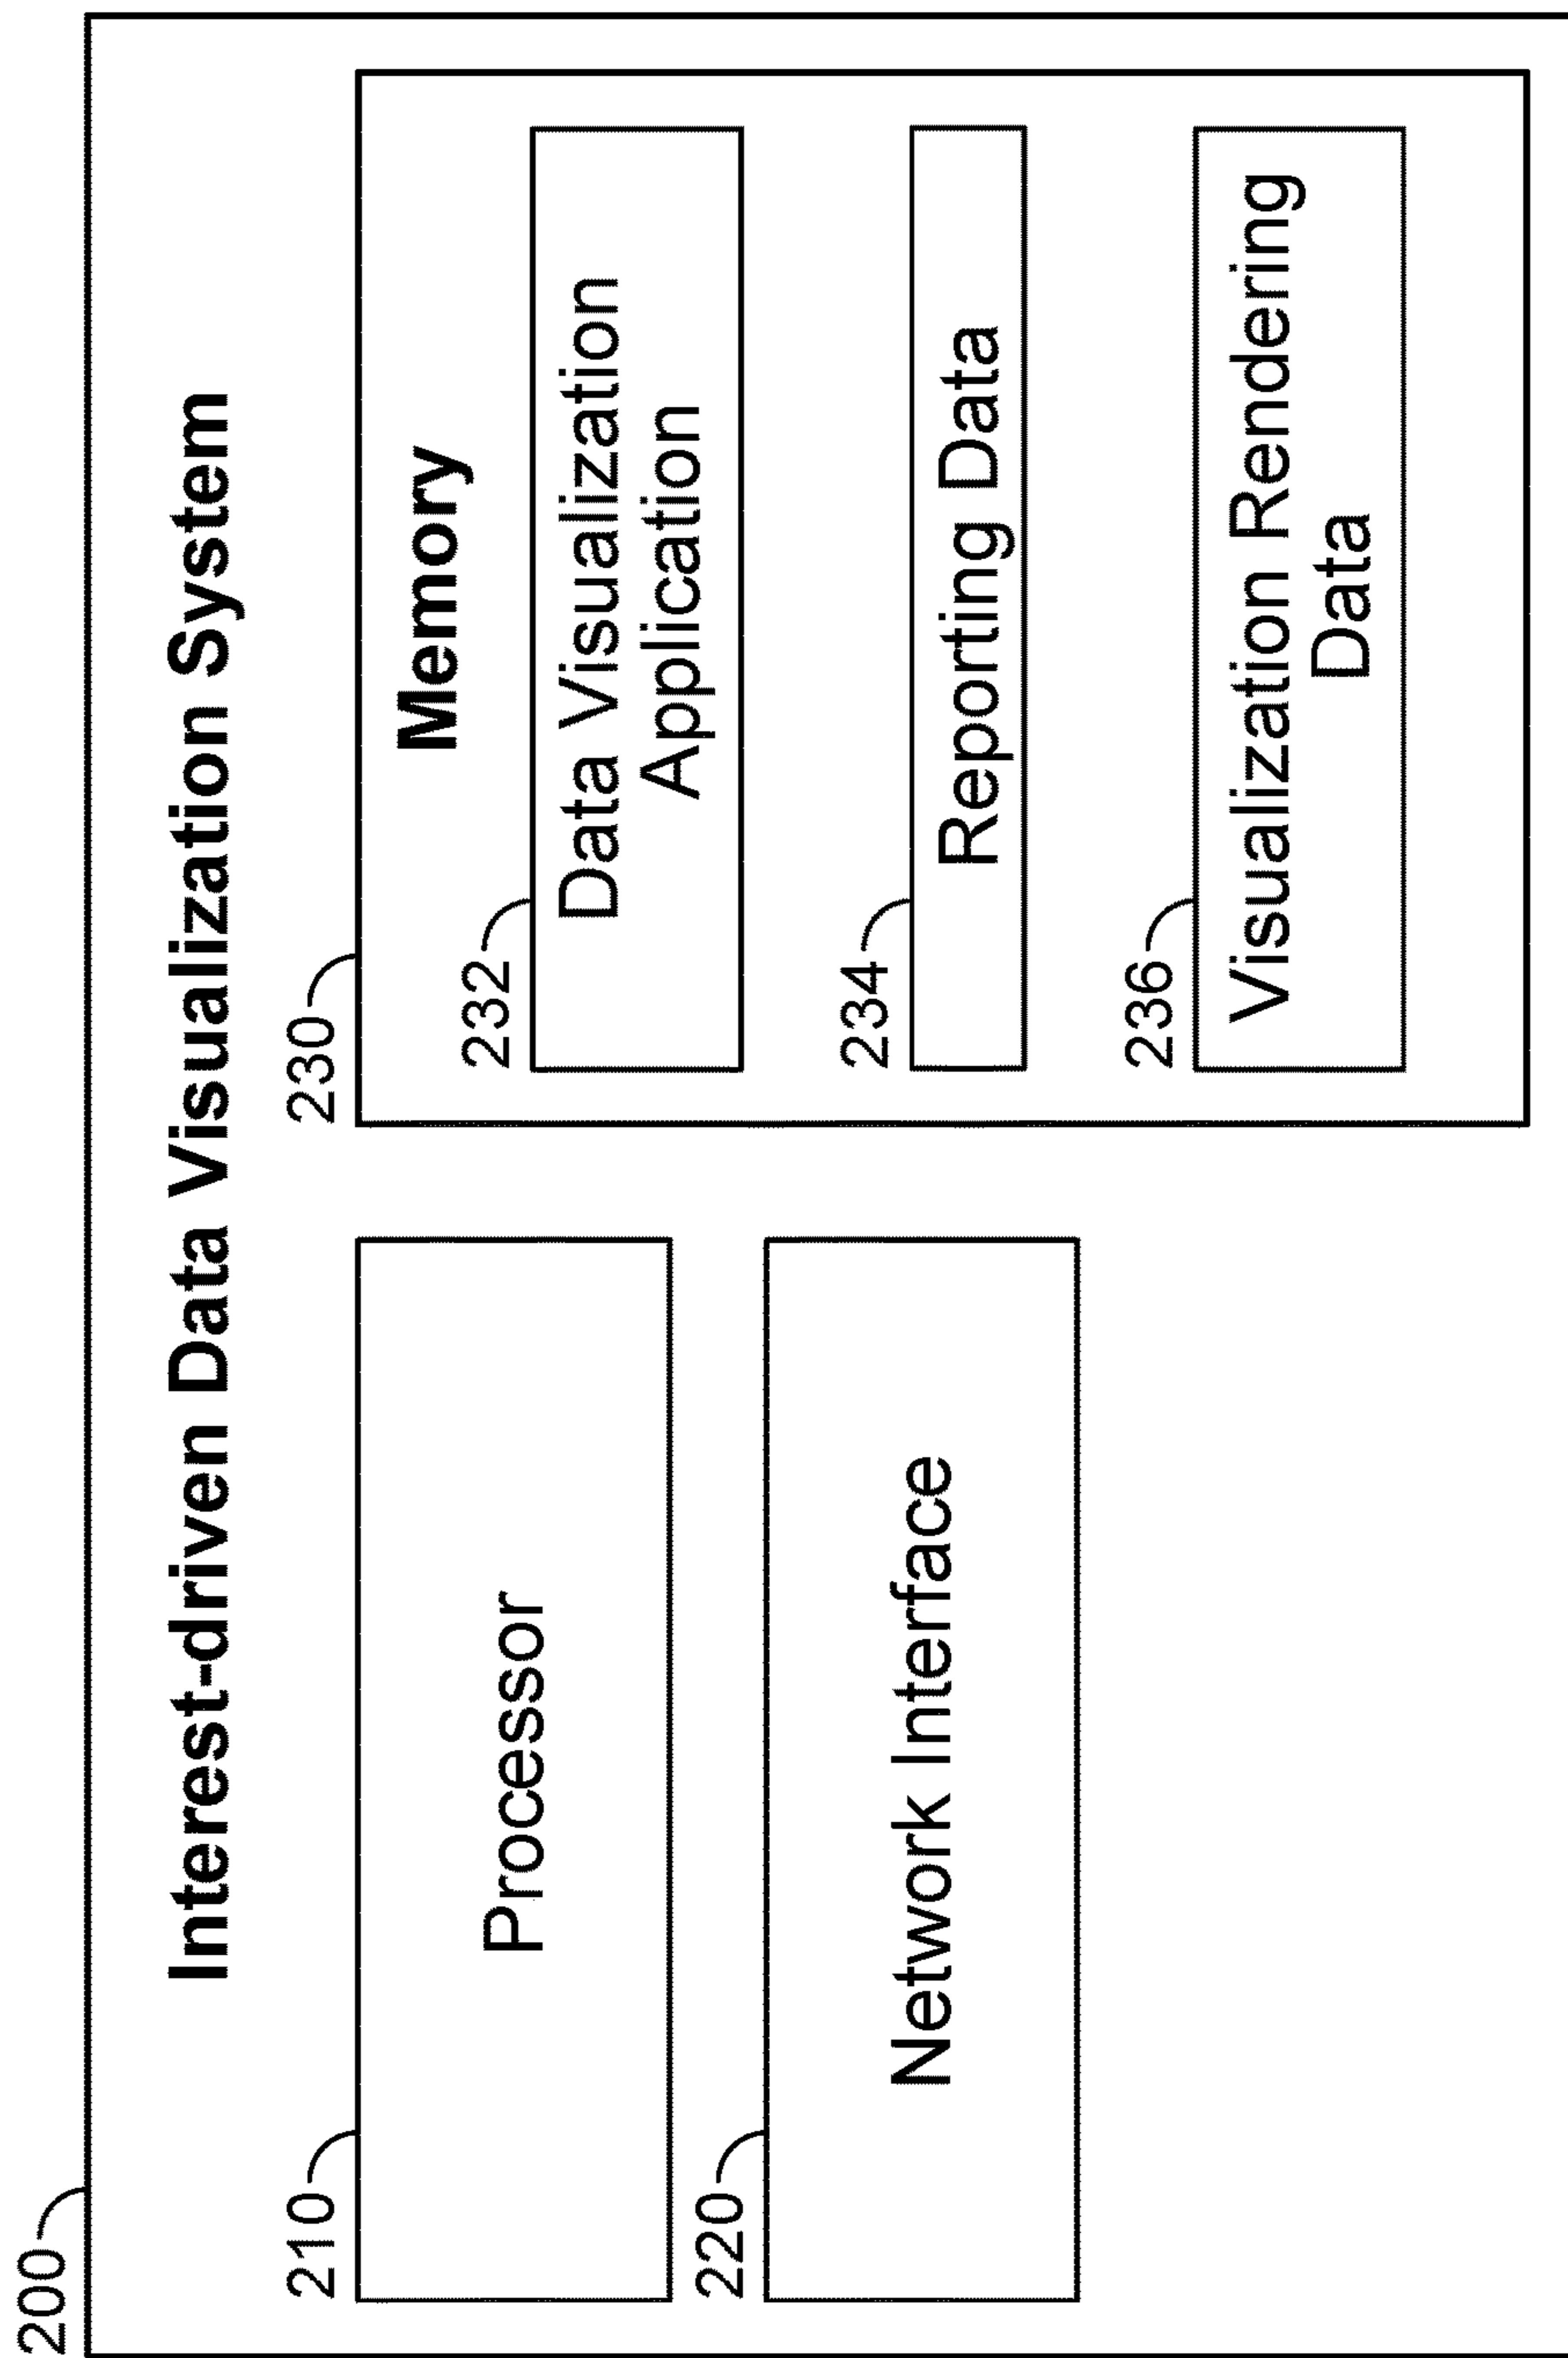 200
Interest-driven Data Visualization System
210
Processor
220
Network Interface
230
Memory
232
Data Visualization
Application
234
Reporting Data
236
Visualization Rendering
Data